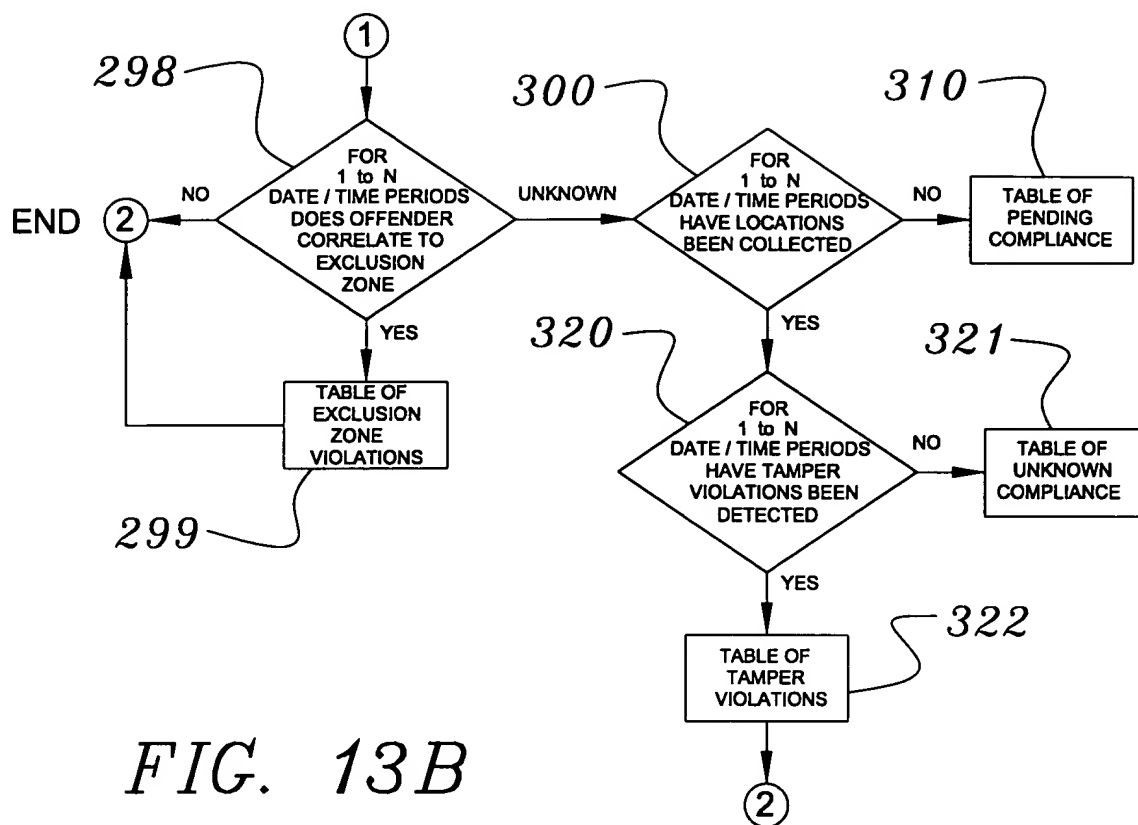 1
298
FOR
1 to N
DATE / TIME PERIODS
DOES OFFENDER
CORRELATE TO
EXCLUSION
ZONE
NO
END
2
UNKNOWN
YES
TABLE OF
EXCLUSION
ZONE
VIOLATIONS
299
300
FOR
1 to N
DATE / TIME PERIODS
HAVE LOCATIONS
BEEN COLLECTED
NO
310
TABLE OF
PENDING
COMPLIANCE
YES
320
FOR
1 to N
DATE / TIME PERIODS
HAVE TAMPER
VIOLATIONS BEEN
DETECTED
NO
321
TABLE OF
UNKNOWN
COMPLIANCE
YES
TABLE OF
TAMPER
VIOLATIONS
322
2
FIG. 13B